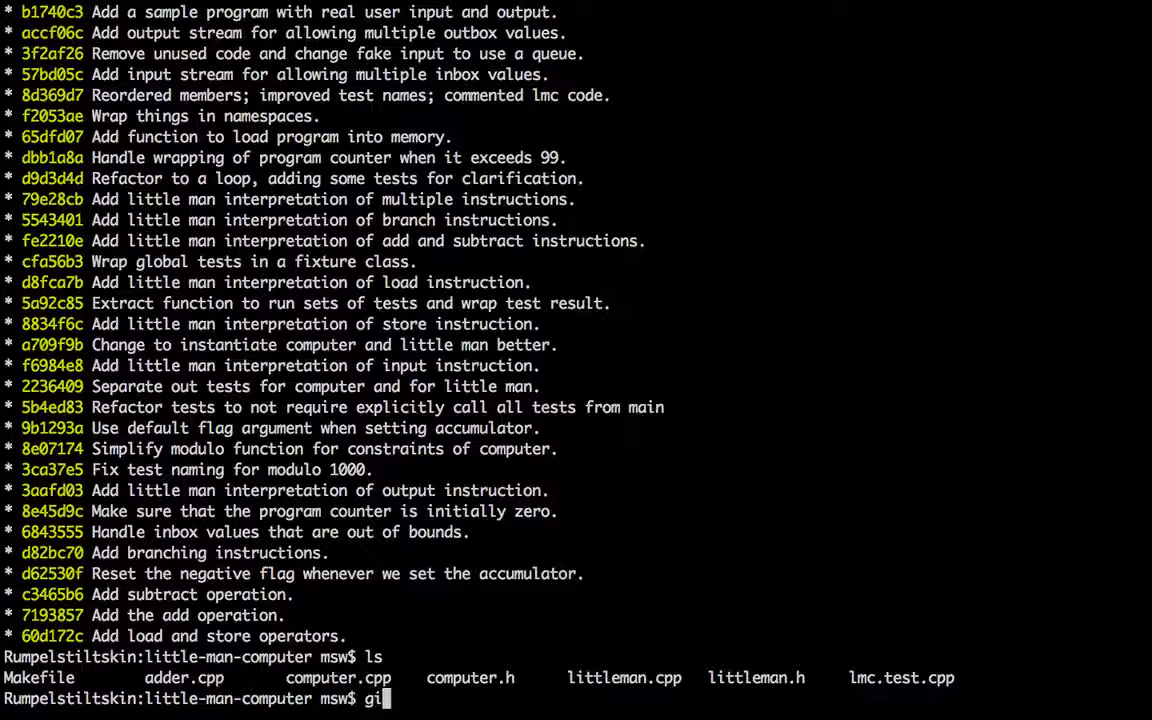 * b1740c3 Add a sample program with real user input and output.
* accf06c Add output stream for allowing multiple outbox values.
* 3f2af26 Remove unused code and change fake input to use a queue.
* 57bd05c Add input stream for allowing multiple inbox values.
* 8d369d7 Reordered members; improved test names; commented lmc code.
* f2053ae Wrap things in namespaces.
* 65dfd07 Add function to load program into memory.
* dbb1a8a Handle wrapping of program counter when it exceeds 99.
* d9d3d4d Refactor to a loop, adding some tests for clarification.
* 79e28cb Add little man interpretation of multiple instructions.
* 5543401 Add little man interpretation of branch instructions.
* fe2210e Add little man interpretation of add and subtract instructions.
* cfa56b3 Wrap global tests in a fixture class.
* d8fca7b Add little man interpretation of load instruction.
* 5a92c85 Extract function to run sets of tests and wrap test result.
* 8834f6c Add little man interpretation of store instruction.
* a709f9b Change to instantiate computer and little man better.
* f6984e8 Add little man interpretation of input instruction.
* 2236409 Separate out tests for computer and for little man.
* 5b4ed83 Refactor tests to not require explicitly call all tests from main
* 9b1293a Use default flag argument when setting accumulator.
* 8e07174 Simplify modulo function for constraints of computer.
* 3ca37e5 Fix test naming for modulo 1000.
* 3aafd03 Add little man interpretation of output instruction.
* 8e45d9c Make sure that the program counter is initially zero.
* 6843555 Handle inbox values that are out of bounds.
* d82bc70 Add branching instructions.
* d62530f Reset the negative flag whenever we set the accumulator.
* c3465b6 Add subtract operation.
* 7193857 Add the add operation.
* 60d172c Add load and store operators.
Rumpelstiltskin:little-man-computer msw$ ls
Makefile adder.cpp computer.cpp computer.h littleman.cpp littleman.h lmc.test.cpp
Rumpelstiltskin:little-man-computer msw$ gi